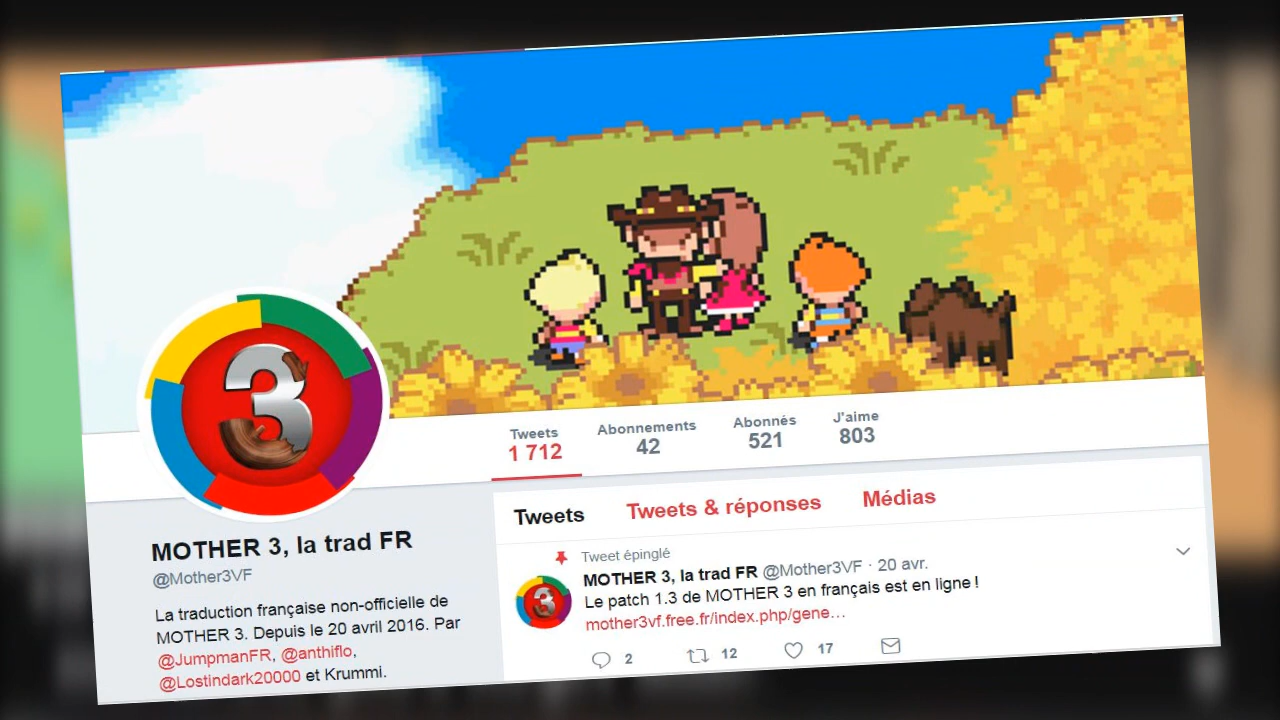 Tweets
1 712
Abonnements
42
Abonnés
521
J'aime
803
3
MOTHER 3, la trad FR
@Mother3VF
La traduction française non-officielle de
MOTHER 3. Depuis le 20 avril 2016. Par
@JumpmanFR, @anthiflo,
@Lostindark20000 et Krummi.
Tweets
Tweets & réponses
Médias
Tweet épinglé
3
MOTHER 3, la trad FR @Mother3VF · 20 avr.
Le patch 1.3 de MOTHER 3 en français est en ligne !
mother3vf.free.fr/index.php/gene…
2
12
17